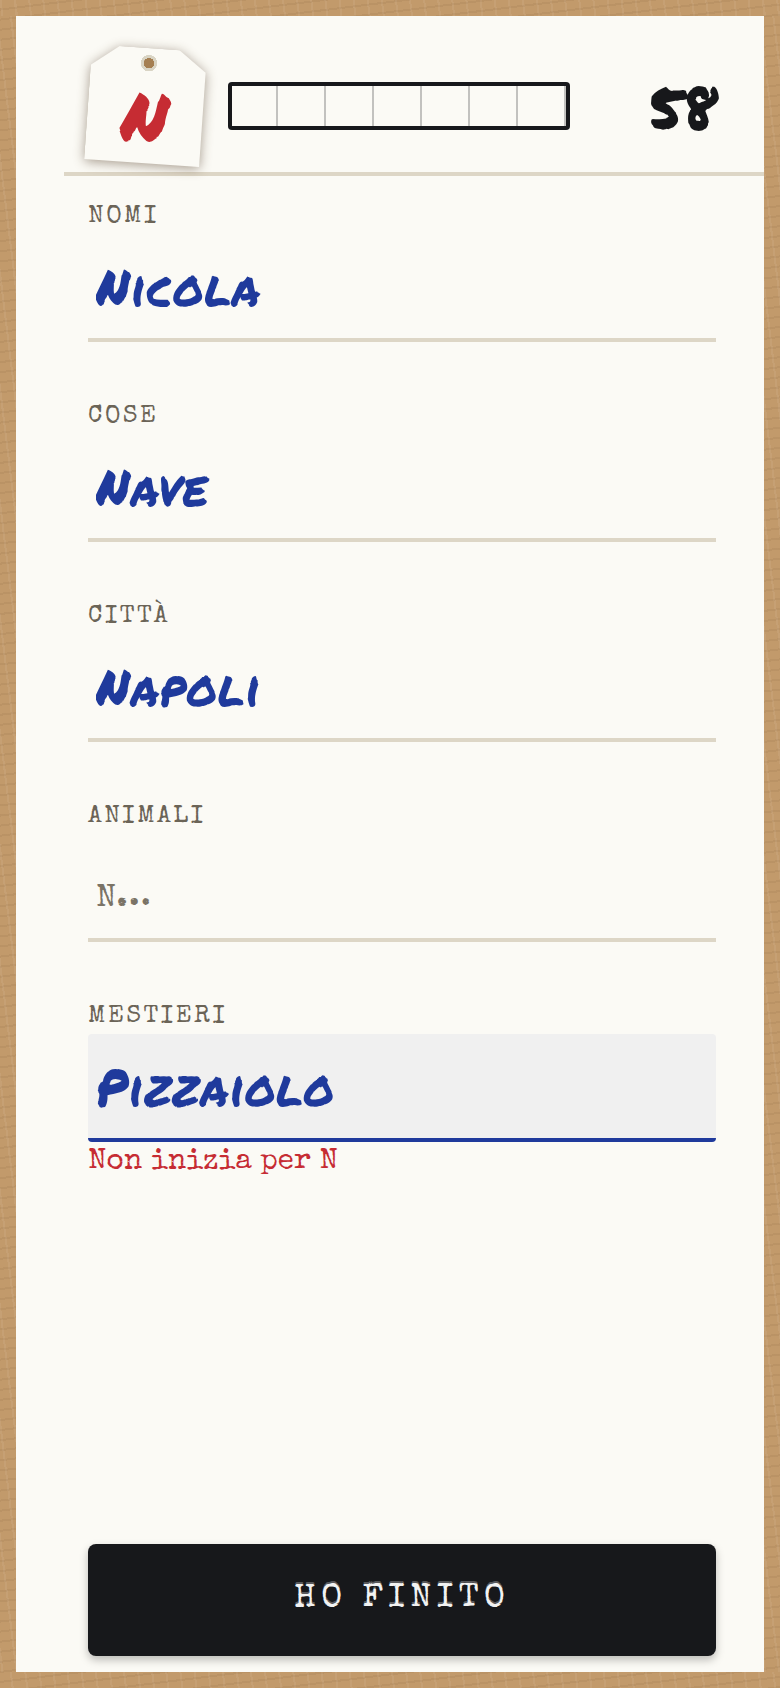 N
58
NOMI
NICOLA
COSE
NAVE
CITTÀ
NAPOLI
ANIMALI
N...
MESTIERI
PIZZAIOLO
Non inizia per N
HO FINITO